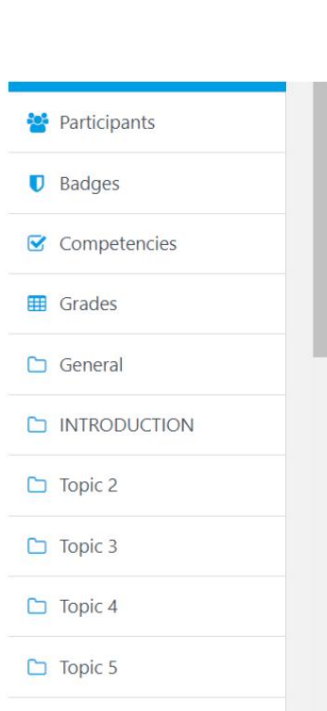 Participants
Badges
Competencies
Grades
General
INTRODUCTION
Topic 2
Topic 3
Topic 4
Topic 5